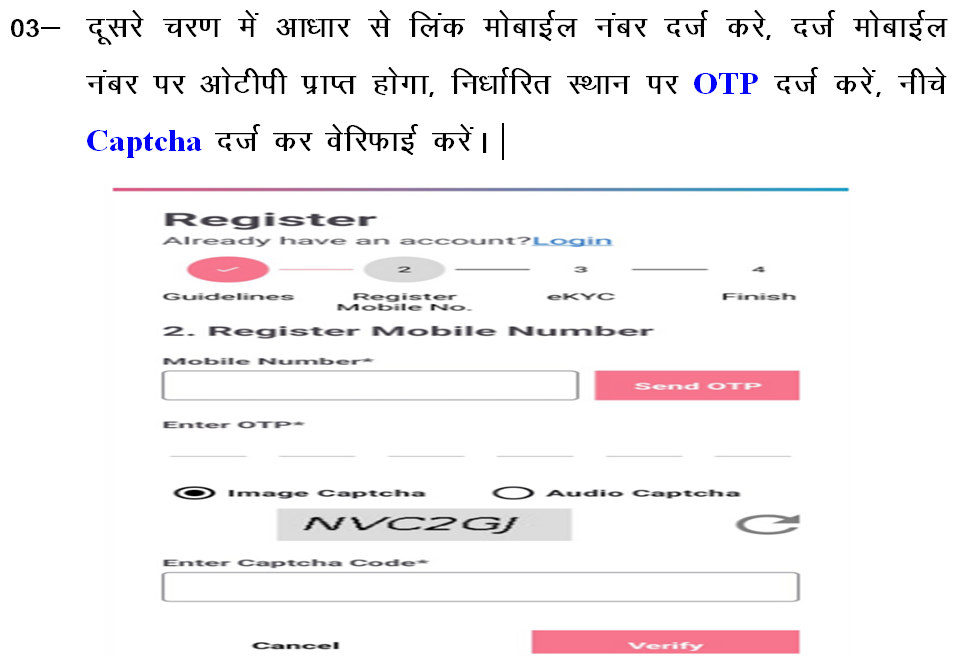 03– दूसरे चरण में आधार से लिंक मोबाईल नंबर दर्ज करे, दर्ज मोबाईल
नंबर पर ओटीपी प्राप्त होगा, निर्धारित स्थान पर OTP दर्ज करें, नीचे
Captcha दर्ज कर वेरिफाई करें।
Register
Already have an account?Login
2 3 4
Guidelines Register Mobile No. eKYC Finish
2. Register Mobile Number
Mobile Number*
Send OTP
Enter OTP*
Image Captcha Audio Captcha
NVC2GJ
Enter Captcha Code*
Cancel Verify